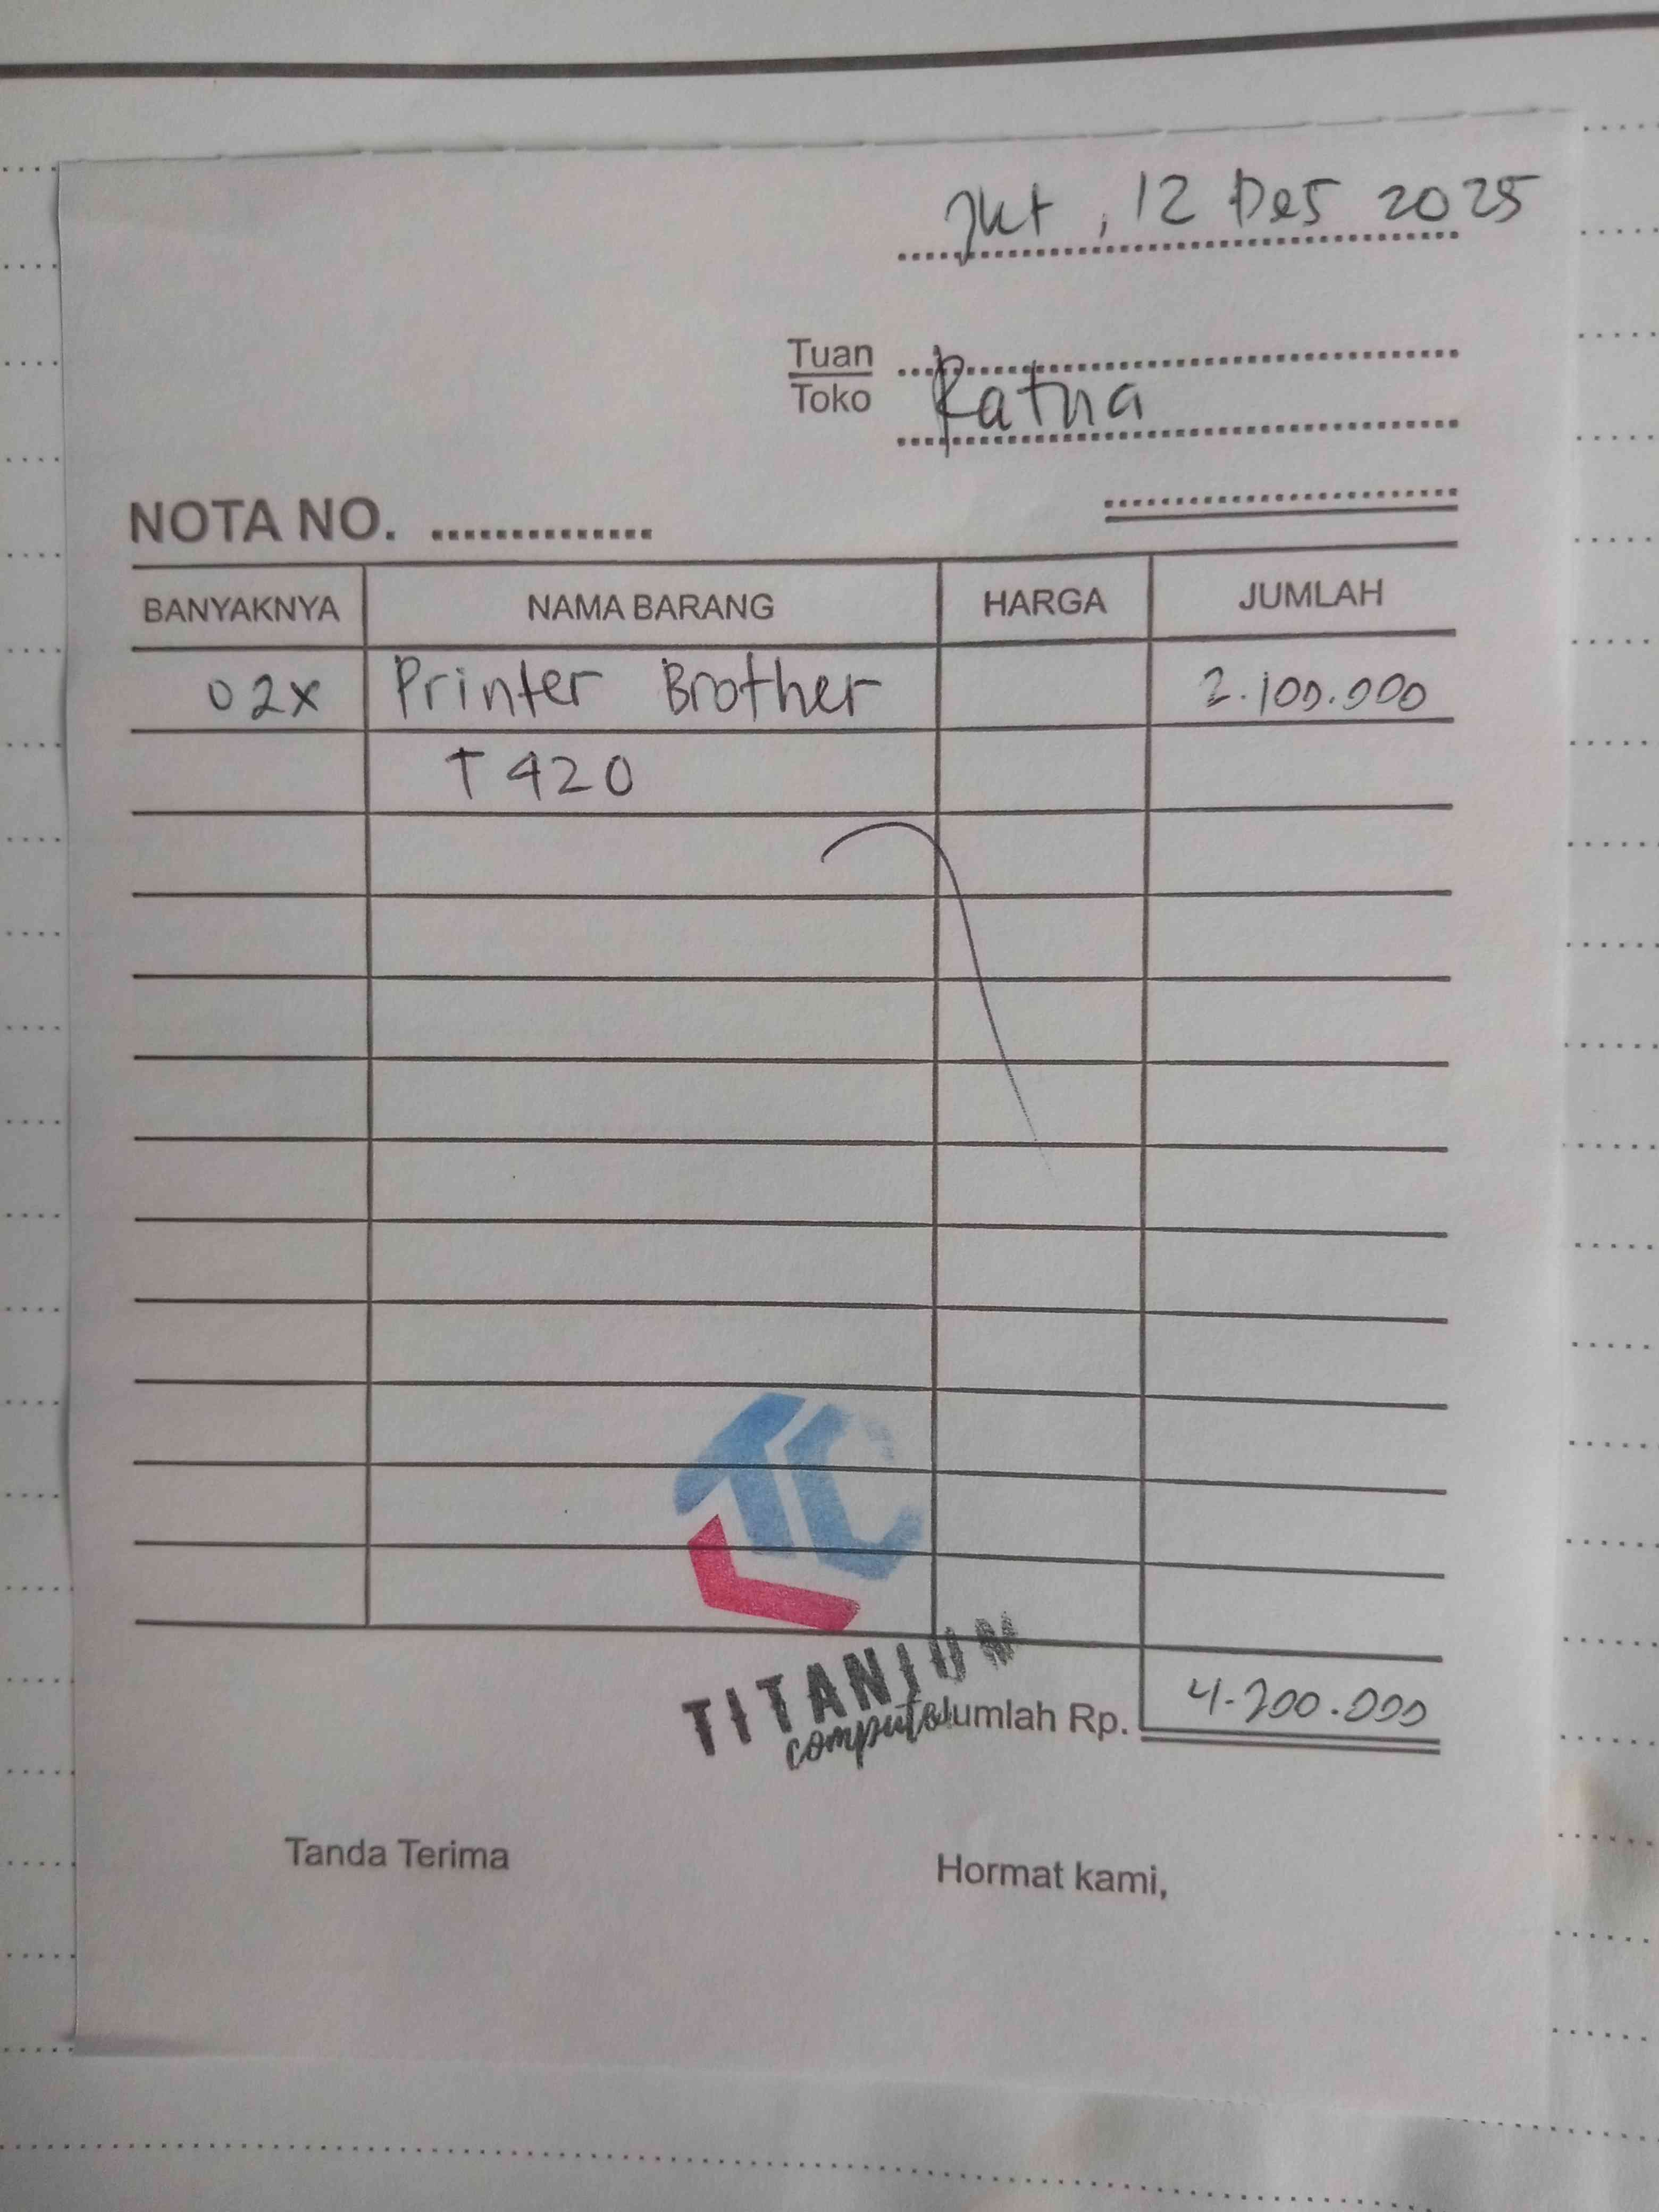 Jkt, 12 Des 2025
Tuan
Toko Ratna
NOTA NO. ..............
BANYAKNYA NAMA BARANG HARGA JUMLAH
02x Printer Brother 2.100.000
T420
TC
TITANIUM
computer
Jumlah Rp. 4.200.000
Tanda Terima Hormat kami,